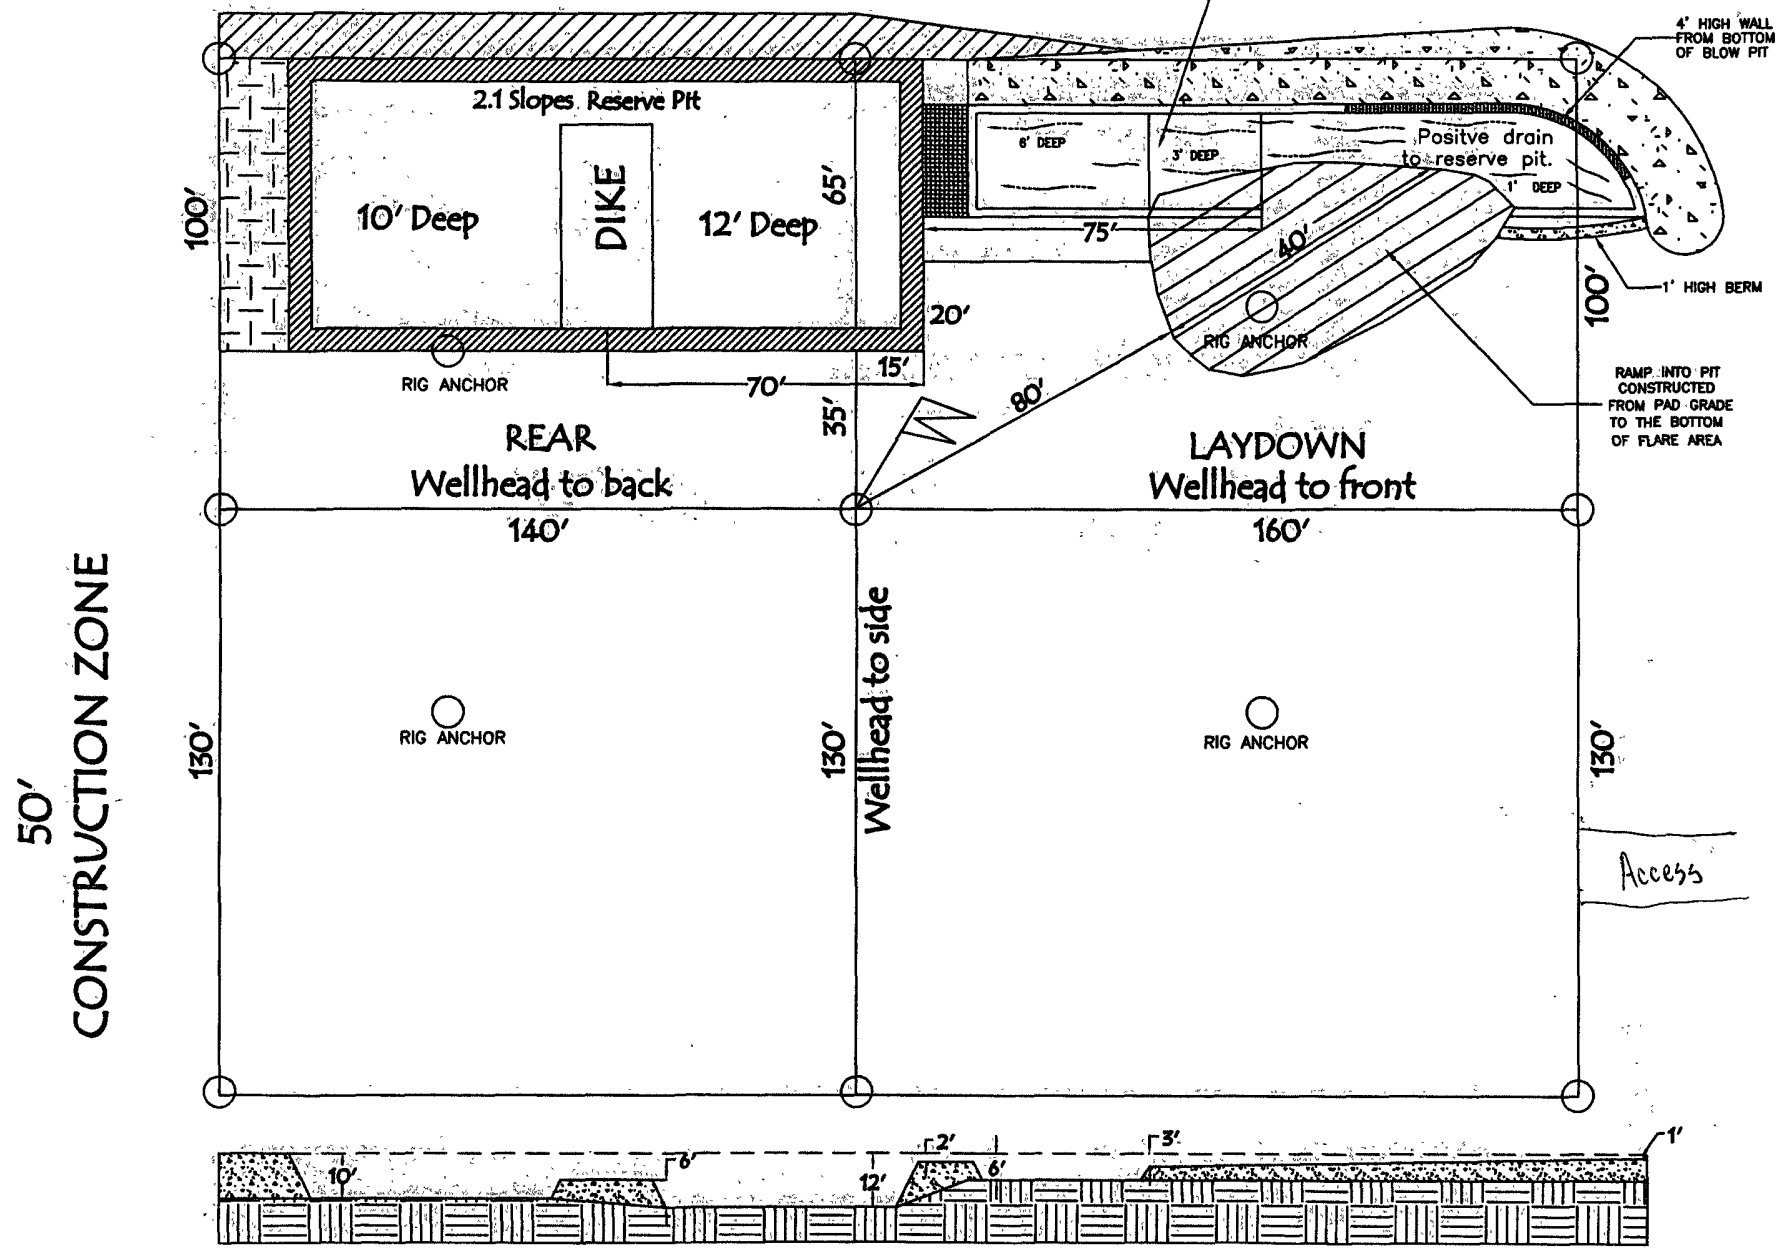 4' HIGH WALL
FROM BOTTOM
OF BLOW PIT
2.1 Slopes. Reserve Pit
6' DEEP
3' DEEP
Positve drain
to reserve pit.
1' DEEP
100'
10' Deep
DIKE
12' Deep
65'
75'
40'
100'
1' HIGH BERM
20'
RIG ANCHOR
RIG ANCHOR
15'
70'
35'
80'
RAMP INTO PIT
CONSTRUCTED
FROM PAD GRADE
TO THE BOTTOM
OF FLARE AREA
REAR
Wellhead to back
140'
LAYDOWN
Wellhead to front
160'
50'
CONSTRUCTION ZONE
130'
RIG ANCHOR
130'
Wellhead to side
RIG ANCHOR
130'
Access
10'
6'
12'
2'
6'
3'
1'